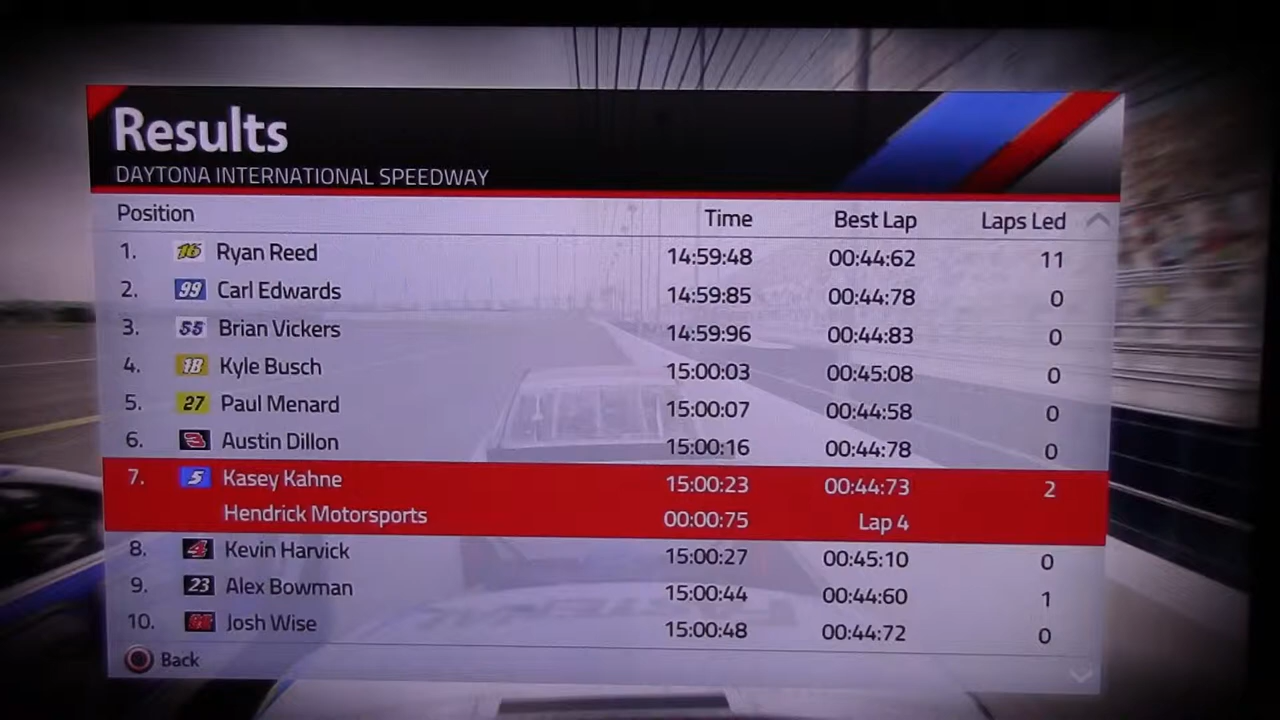 Results
DAYTONA INTERNATIONAL SPEEDWAY
Position Time Best Lap Laps Led
1. 16 Ryan Reed 14:59:48 00:44:62 11
2. 99 Carl Edwards 14:59:85 00:44:78 0
3. 55 Brian Vickers 14:59:96 00:44:83 0
4. 18 Kyle Busch 15:00:03 00:45:08 0
5. 27 Paul Menard 15:00:07 00:44:58 0
6. 3 Austin Dillon 15:00:16 00:44:78 0
7. 5 Kasey Kahne 15:00:23 00:44:73 2
Hendrick Motorsports 00:00:75 Lap 4
8. 4 Kevin Harvick 15:00:27 00:45:10 0
9. 23 Alex Bowman 15:00:44 00:44:60 1
10. Josh Wise 15:00:48 00:44:72 0
Back